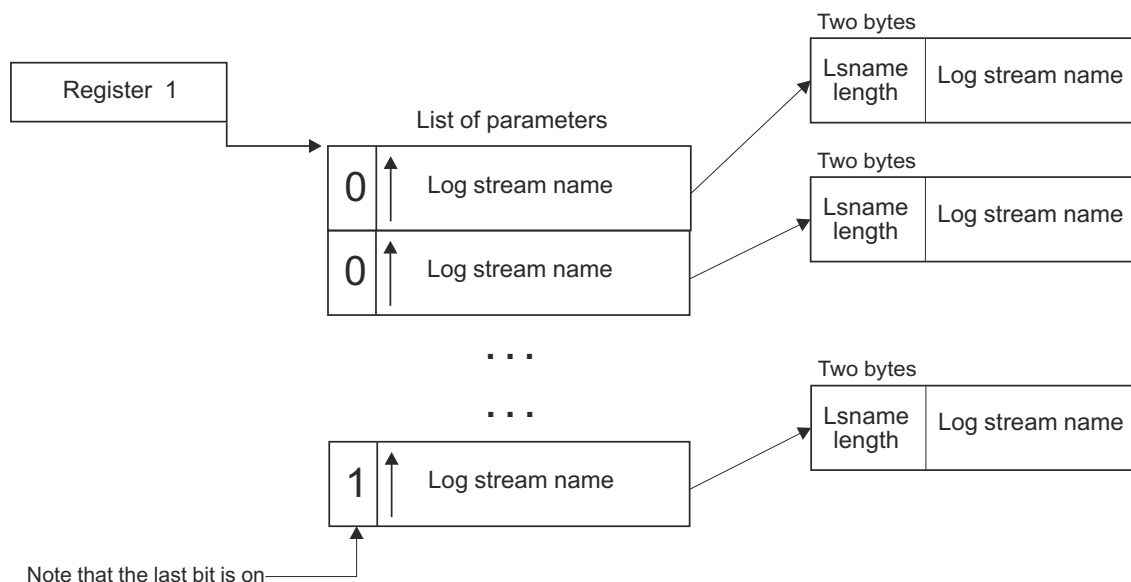 Two bytes
Lsname length
Log stream name
Register 1
List of parameters
0
Log stream name
Two bytes
Lsname length
Log stream name
0
Log stream name
. . .
Two bytes
Lsname length
Log stream name
. . .
1
Log stream name
Note that the last bit is on